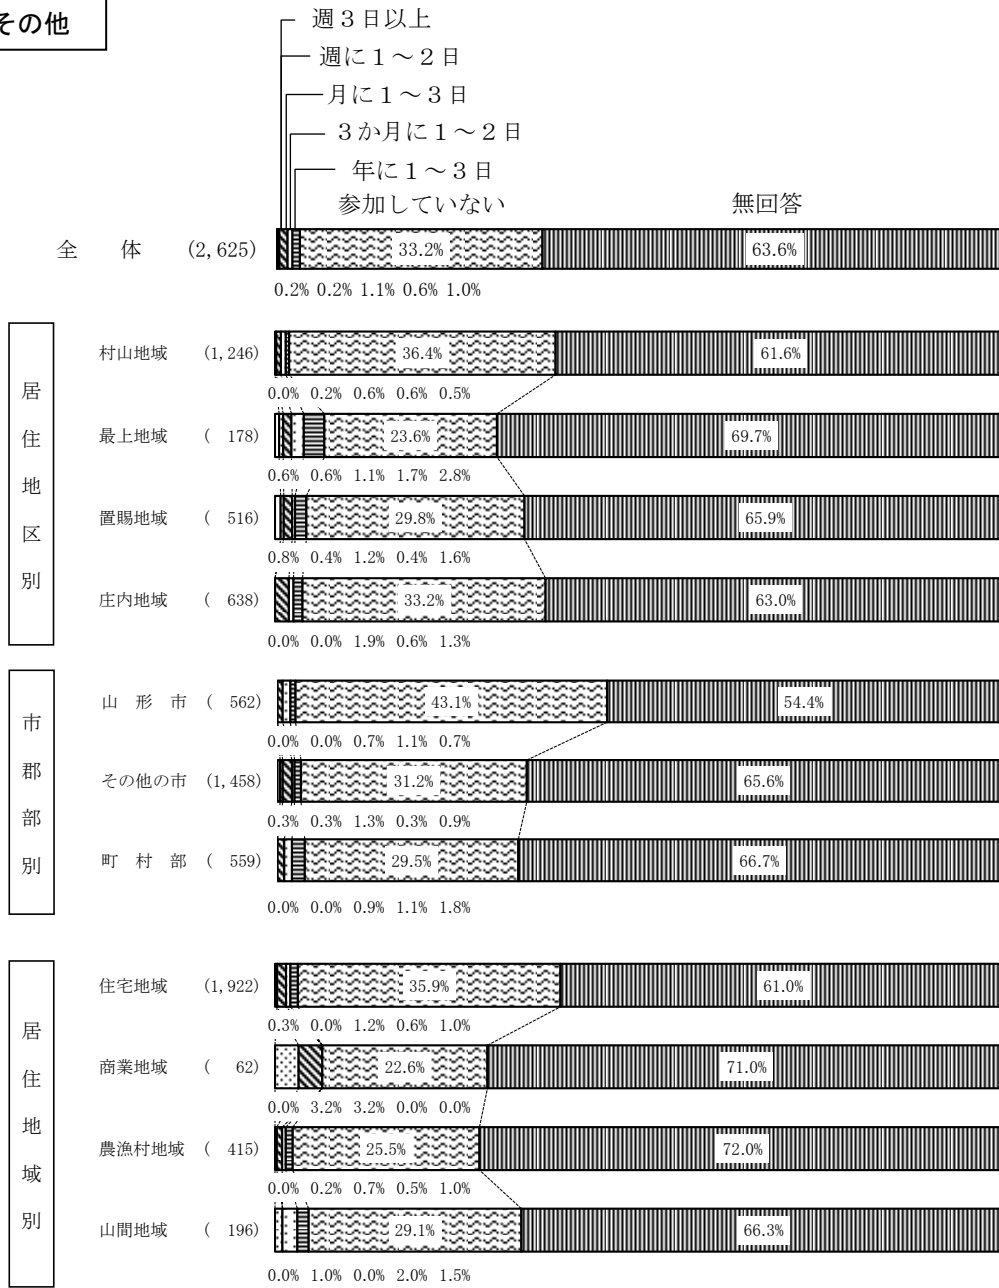 その他
週３日以上
週に１～２日
月に１～３日
３か月に１～２日
年に１～３日
参加していない 無回答
全 体 (2,625) 33.2% 63.6%
0.2% 0.2% 1.1% 0.6% 1.0%
居住地区別
村山地域 (1,246) 36.4% 61.6%
0.0% 0.2% 0.6% 0.6% 0.5%
最上地域 ( 178) 23.6% 69.7%
0.6% 0.6% 1.1% 1.7% 2.8%
置賜地域 ( 516) 29.8% 65.9%
0.8% 0.4% 1.2% 0.4% 1.6%
庄内地域 ( 638) 33.2% 63.0%
0.0% 0.0% 1.9% 0.6% 1.3%
市郡部別
山 形 市 ( 562) 43.1% 54.4%
0.0% 0.0% 0.7% 1.1% 0.7%
その他の市 (1,458) 31.2% 65.6%
0.3% 0.3% 1.3% 0.3% 0.9%
町 村 部 ( 559) 29.5% 66.7%
0.0% 0.0% 0.9% 1.1% 1.8%
居住地域別
住宅地域 (1,922) 35.9% 61.0%
0.3% 0.0% 1.2% 0.6% 1.0%
商業地域 ( 62) 22.6% 71.0%
0.0% 3.2% 3.2% 0.0% 0.0%
農漁村地域 ( 415) 25.5% 72.0%
0.0% 0.2% 0.7% 0.5% 1.0%
山間地域 ( 196) 29.1% 66.3%
0.0% 1.0% 0.0% 2.0% 1.5%